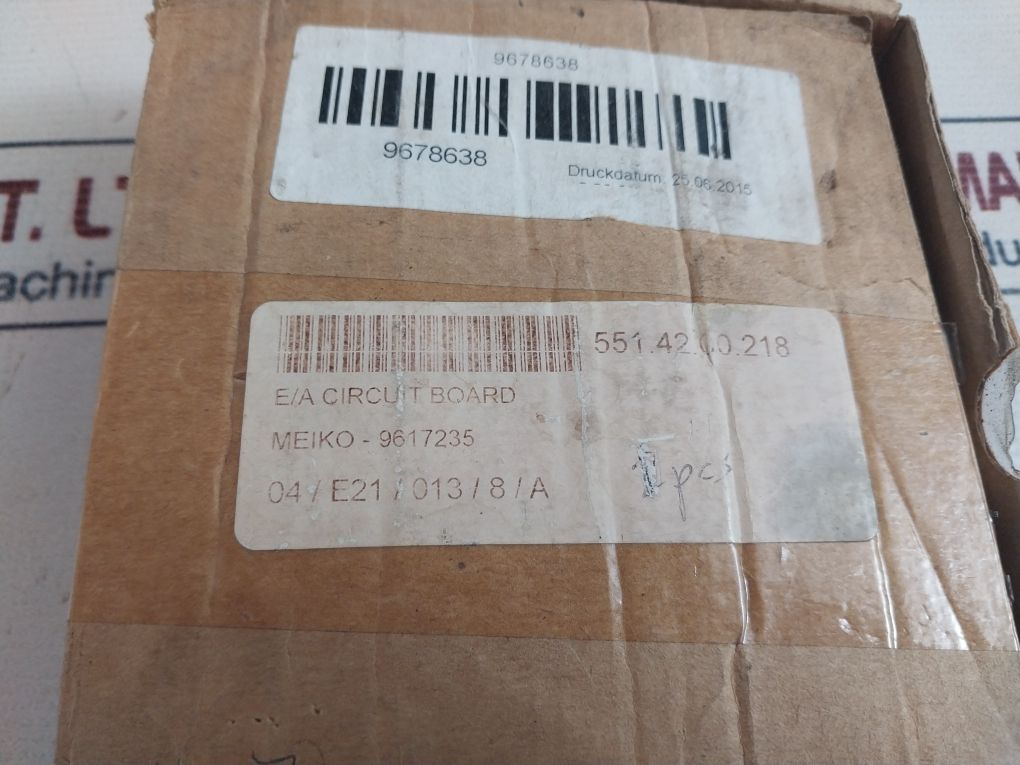 9678638
9678638
Druckdatum: 25.06.2015
551.42.00.218
E/A CIRCUIT BOARD
MEIKO - 9617235
pcs
04 / E21 / 013 / 8 / A
T. LT
achin
MA
du